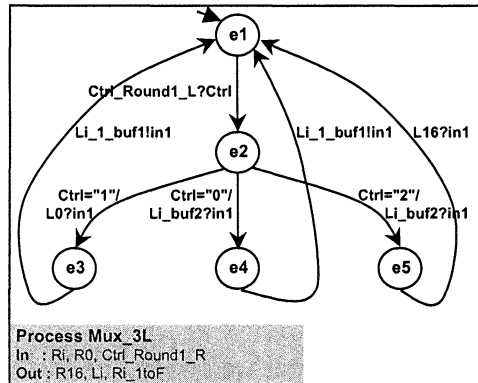 e1
Ctrl_Round1_L?Ctrl
Li_1_buf1!in1
Li_1_buf1!in1
L16?in1
e2
Ctrl="1"/
L0?in1
Ctrl="0"/
Li_buf2?in1
Ctrl="2"/
Li_buf2?in1
e3
e4
e5
Process Mux_3L
In : Ri, R0, Ctrl_Round1_R
Out : R16, Li, Ri_1toF